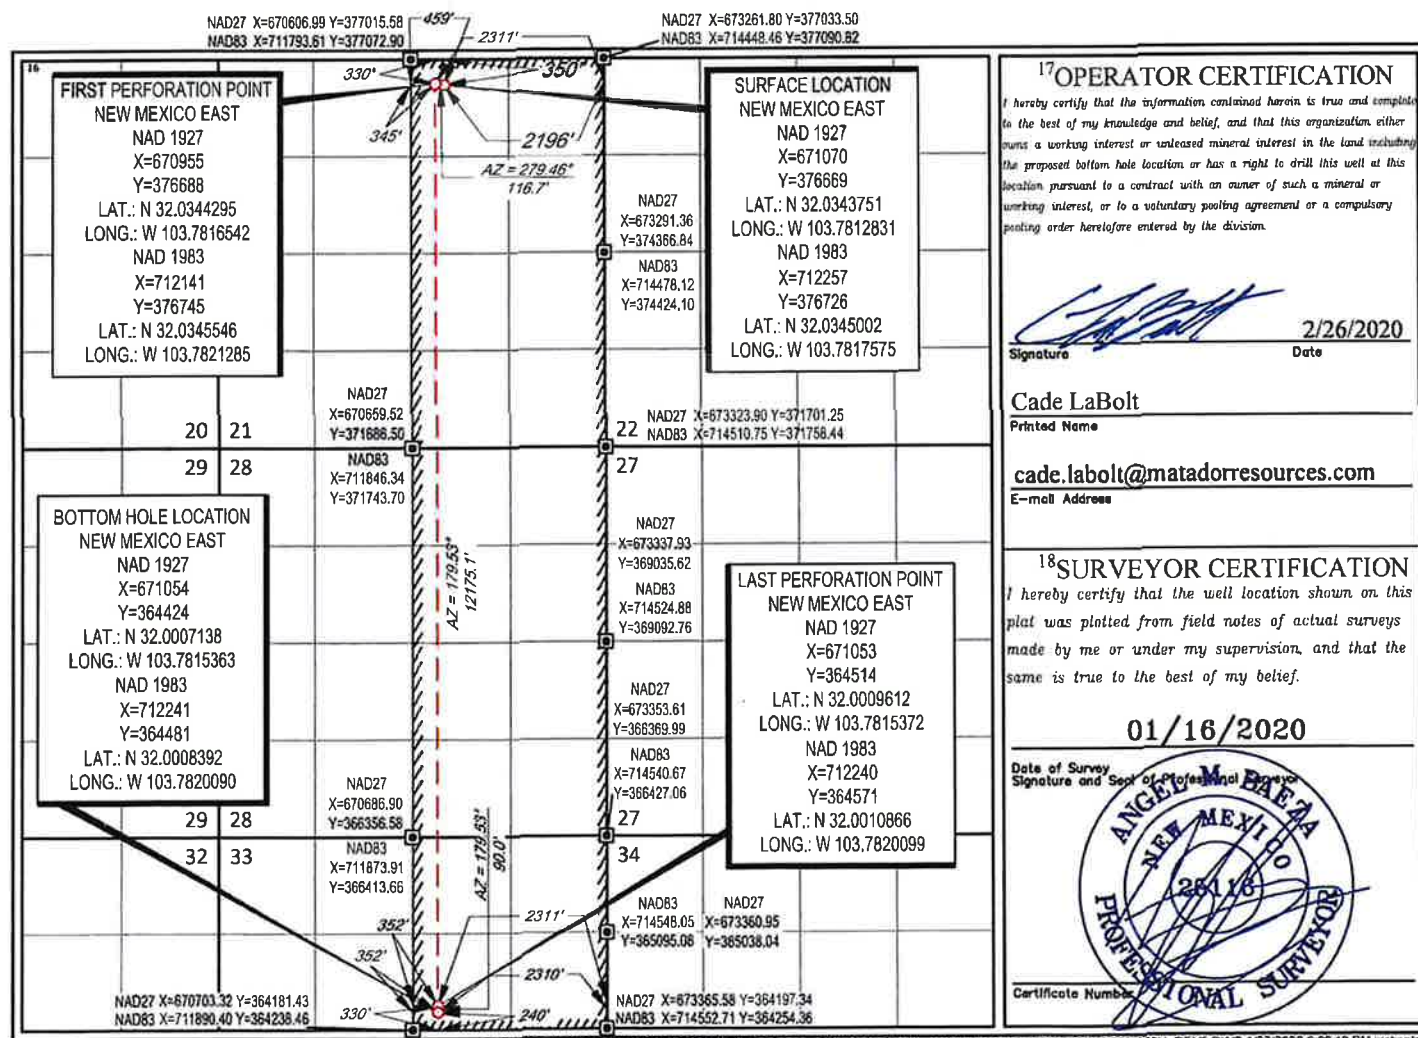 NAD27 X=670606.99 Y=377015.58
NAD83 X=711793.61 Y=377072.90
459'
2311'
NAD27 X=673261.80 Y=377033.50
NAD83 X=714448.46 Y=377090.82
16
330'
350'
345'
2196'
AZ = 279.46°
116.7'
FIRST PERFORATION POINT
NEW MEXICO EAST
NAD 1927
X=670955
Y=376688
LAT.: N 32.0344295
LONG.: W 103.7816542
NAD 1983
X=712141
Y=376745
LAT.: N 32.0345546
LONG.: W 103.7821285
SURFACE LOCATION
NEW MEXICO EAST
NAD 1927
X=671070
Y=376669
LAT.: N 32.0343751
LONG.: W 103.7812831
NAD 1983
X=712257
Y=376726
LAT.: N 32.0345002
LONG.: W 103.7817575
NAD27
X=673291.36
Y=374366.84
NAD83
X=714478.12
Y=374424.10
NAD27
X=670659.52
Y=371686.50
NAD83
X=711846.34
Y=371743.70
20 21
29 28
22
27
NAD27 X=673323.90 Y=371701.25
NAD83 X=714510.75 Y=371758.44
AZ = 179.53°
12175.1'
NAD27
X=673337.93
Y=369035.62
NAD83
X=714524.88
Y=369092.76
BOTTOM HOLE LOCATION
NEW MEXICO EAST
NAD 1927
X=671054
Y=364424
LAT.: N 32.0007138
LONG.: W 103.7815363
NAD 1983
X=712241
Y=364481
LAT.: N 32.0008392
LONG.: W 103.7820090
LAST PERFORATION POINT
NEW MEXICO EAST
NAD 1927
X=671053
Y=364514
LAT.: N 32.0009612
LONG.: W 103.7815372
NAD 1983
X=712240
Y=364571
LAT.: N 32.0010866
LONG.: W 103.7820099
NAD27
X=673353.61
Y=366369.99
NAD83
X=714540.67
Y=366427.06
NAD27
X=670686.90
Y=366356.58
NAD83
X=711873.91
Y=366413.66
29 28
32 33
27
34
AZ = 179.53°
90.0'
NAD83 NAD27
X=714548.05 X=673360.95
Y=365095.08 Y=365038.04
352'
2311'
352'
2310'
330'
240'
NAD27 X=670703.32 Y=364181.43
NAD83 X=711890.40 Y=364238.46
NAD27 X=673365.58 Y=364197.34
NAD83 X=714552.71 Y=364254.36
17 OPERATOR CERTIFICATION
I hereby certify that the information contained herein is true and complete
to the best of my knowledge and belief, and that this organization either
owns a working interest or unleased mineral interest in the land including
the proposed bottom hole location or has a right to drill this well at this
location pursuant to a contract with an owner of such a mineral or
working interest, or to a voluntary pooling agreement or a compulsory
pooling order heretofore entered by the division.
2/26/2020
Signature Date
Cade LaBolt
Printed Name
cade.labolt@matadorresources.com
E-mail Address
18 SURVEYOR CERTIFICATION
I hereby certify that the well location shown on this
plat was plotted from field notes of actual surveys
made by me or under my supervision, and that the
same is true to the best of my belief.
01/16/2020
Date of Survey
Signature and Seal of Professional Surveyor
ANGEL M. BAEZA
NEW MEXICO
25116
PROFESSIONAL SURVEYOR
Certificate Number